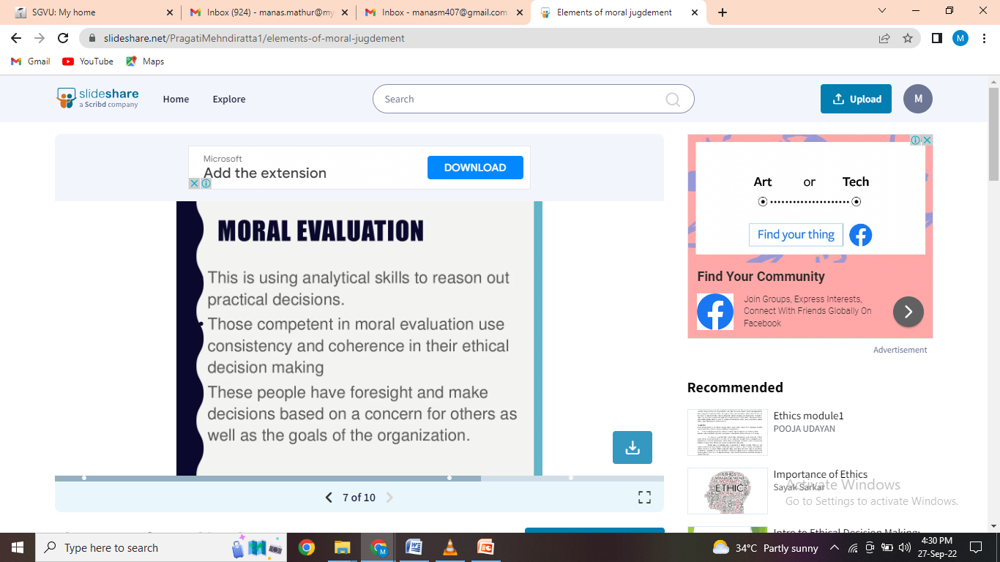 SGVU: My home
Inbox (924) - manas.mathur@my
Inbox - manasm407@gmail.com
Elements of moral jugdement
slideshare.net/PragatiMehndiratta1/elements-of-moral-jugdement
M
Gmail
YouTube
Maps
slideshare
a Scribd company
Home
Explore
Search
Upload
M
Microsoft
Add the extension
DOWNLOAD
MORAL EVALUATION
This is using analytical skills to reason out
practical decisions.
Those competent in moral evaluation use
consistency and coherence in their ethical
decision making
These people have foresight and make
decisions based on a concern for others as
well as the goals of the organization.
7 of 10
Art or Tech
Find your thing
Find Your Community
Join Groups, Express Interests,
Connect With Friends Globally On
Facebook
Advertisement
Recommended
Ethics module1
POOJA UDAYAN
ETHIC
Importance of Ethics
Sayak Sarkar
Intro to Ethical Decision Making:
Activate Windows
Go to Settings to activate Windows.
Type here to search
34°C Partly sunny
4:30 PM
27-Sep-22